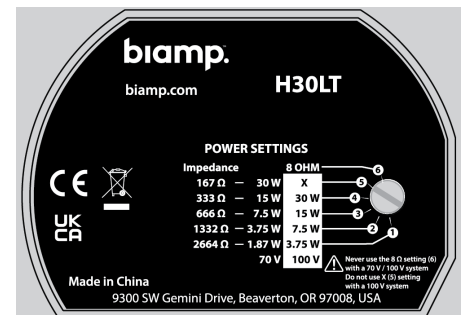 biamp.
biamp.com
H30LT
POWER SETTINGS
Impedance 8 OHM 6
167 Ω — 30 W X 5
333 Ω — 15 W 30 W 4
666 Ω — 7.5 W 15 W 3
1332 Ω — 3.75 W 7.5 W 2
2664 Ω — 1.87 W 3.75 W 1
70 V 100 V
Never use the 8 Ω setting (6)
with a 70 V / 100 V system
Do not use X (5) setting
with a 100 V system
CE
UK
CA
Made in China
9300 SW Gemini Drive, Beaverton, OR 97008, USA